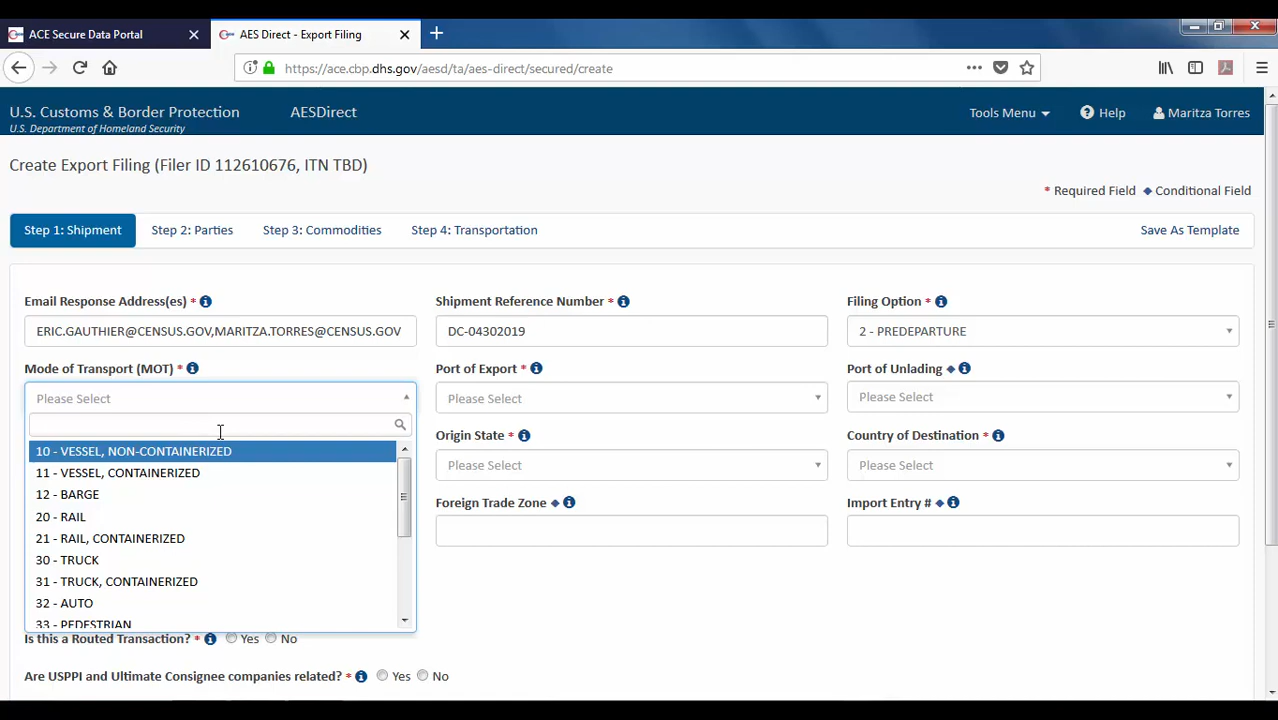 ACE Secure Data Portal
AES Direct - Export Filing
https://ace.cbp.dhs.gov/aesd/ta/aes-direct/secured/create
U.S. Customs & Border Protection
U.S. Department of Homeland Security
AESDirect
Tools Menu
Help
Maritza Torres
Create Export Filing (Filer ID 112610676, ITN TBD)
* Required Field ◆ Conditional Field
Step 1: Shipment
Step 2: Parties
Step 3: Commodities
Step 4: Transportation
Save As Template
Email Response Address(es) *
Shipment Reference Number *
Filing Option *
ERIC.GAUTHIER@CENSUS.GOV,MARITZA.TORRES@CENSUS.GOV
DC-04302019
2 - PREDEPARTURE
Mode of Transport (MOT) *
Port of Export *
Port of Unlading ◆
Please Select
Please Select
Please Select
10 - VESSEL, NON-CONTAINERIZED
11 - VESSEL, CONTAINERIZED
12 - BARGE
20 - RAIL
21 - RAIL, CONTAINERIZED
30 - TRUCK
31 - TRUCK, CONTAINERIZED
32 - AUTO
33 - PEDESTRIAN
Origin State *
Country of Destination *
Please Select
Please Select
Foreign Trade Zone ◆
Import Entry # ◆
Is this a Routed Transaction? * Yes No
Are USPPI and Ultimate Consignee companies related? * Yes No